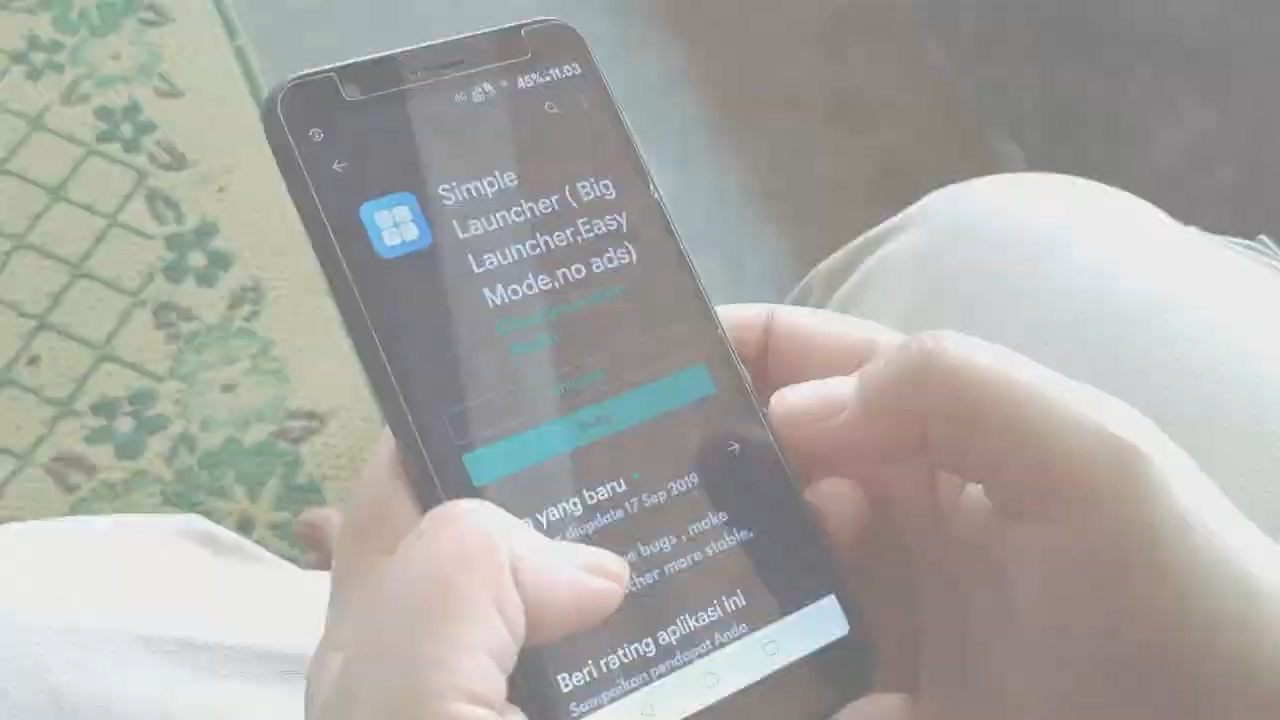 45% 11.03
Simple
Launcher ( Big
Launcher,Easy
Mode,no ads)
yang baru
diupdate 17 Sep 2019
bugs , make
more stable.
Beri rating aplikasi ini
Sampaikan pendapat Anda